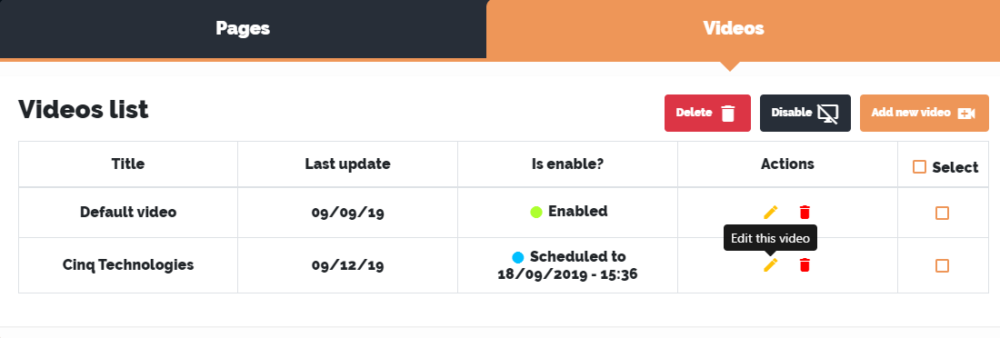 Pages
Videos
Videos list
Delete
Disable
Add new video
Title
Last update
Is enable?
Actions
Select
Default video
09/09/19
Enabled
Edit this video
Cinq Technologies
09/12/19
Scheduled to
18/09/2019 - 15:36